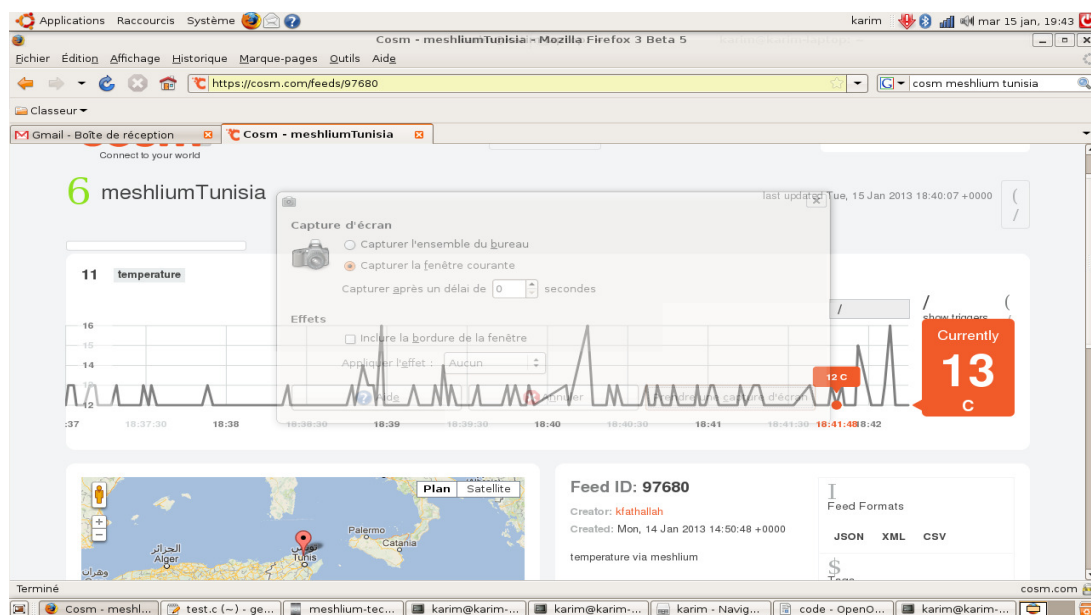 Applications Raccourcis Système karim mar 15 jan, 19:43
Cosm - meshliumTunisia - Mozilla Firefox 3 Beta 5
Fichier Édition Affichage Historique Marque-pages Outils Aide
https://cosm.com/feeds/97680 cosm meshlium tunisia
Classeur
Gmail - Boîte de réception Cosm - meshliumTunisia
Connect to your world
6 meshliumTunisia last updated Tue, 15 Jan 2013 18:40:07 +0000 (
/
Capture d'écran
Capturer l'ensemble du bureau
Capturer la fenêtre courante
Capturer après un délai de 0 secondes
Effets
Inclure la bordure de la fenêtre
Appliquer l'effet : Aucun
Aide Annuler Prendre une capture d'écran
11 temperature
/ / (
show triggers
16
15
14
13
12
12 C
Currently
13
C
:37 18:37:30 18:38 18:38:30 18:39 18:39:30 18:40 18:40:30 18:41 18:41:30 18:41:48 18:42
Plan Satellite
Palermo
Catania
الجزائر
Alger
تونس
Tunis
وهران
Feed ID: 97680
Creator: kfathallah
Created: Mon, 14 Jan 2013 14:50:48 +0000
temperature via meshlium
I
Feed Formats
JSON XML CSV
$
Tags
Terminé cosm.com
Cosm - meshl... test.c (~) - ge... meshlium-tec... karim@karim-... karim@karim-... karim - Navig... code - OpenO... karim@karim-...